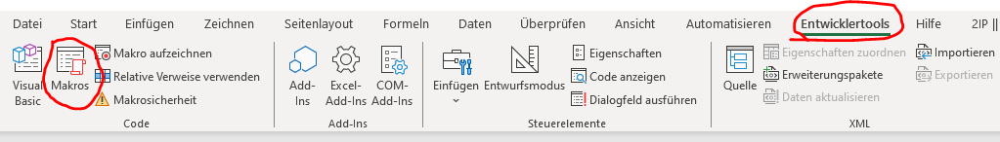 Datei Start Einfügen Zeichnen Seitenlayout Formeln Daten Überprüfen Ansicht Automatisieren Entwicklertools Hilfe 2IP ||
Visual Basic
Makros
Makro aufzeichnen
Relative Verweise verwenden
Makrosicherheit
Code
Add-Ins
Excel-Add-Ins
COM-Add-Ins
Add-Ins
Einfügen
Entwurfsmodus
Eigenschaften
Code anzeigen
Dialogfeld ausführen
Steuerelemente
Quelle
Eigenschaften zuordnen
Erweiterungspakete
Daten aktualisieren
Importieren
Exportieren
XML